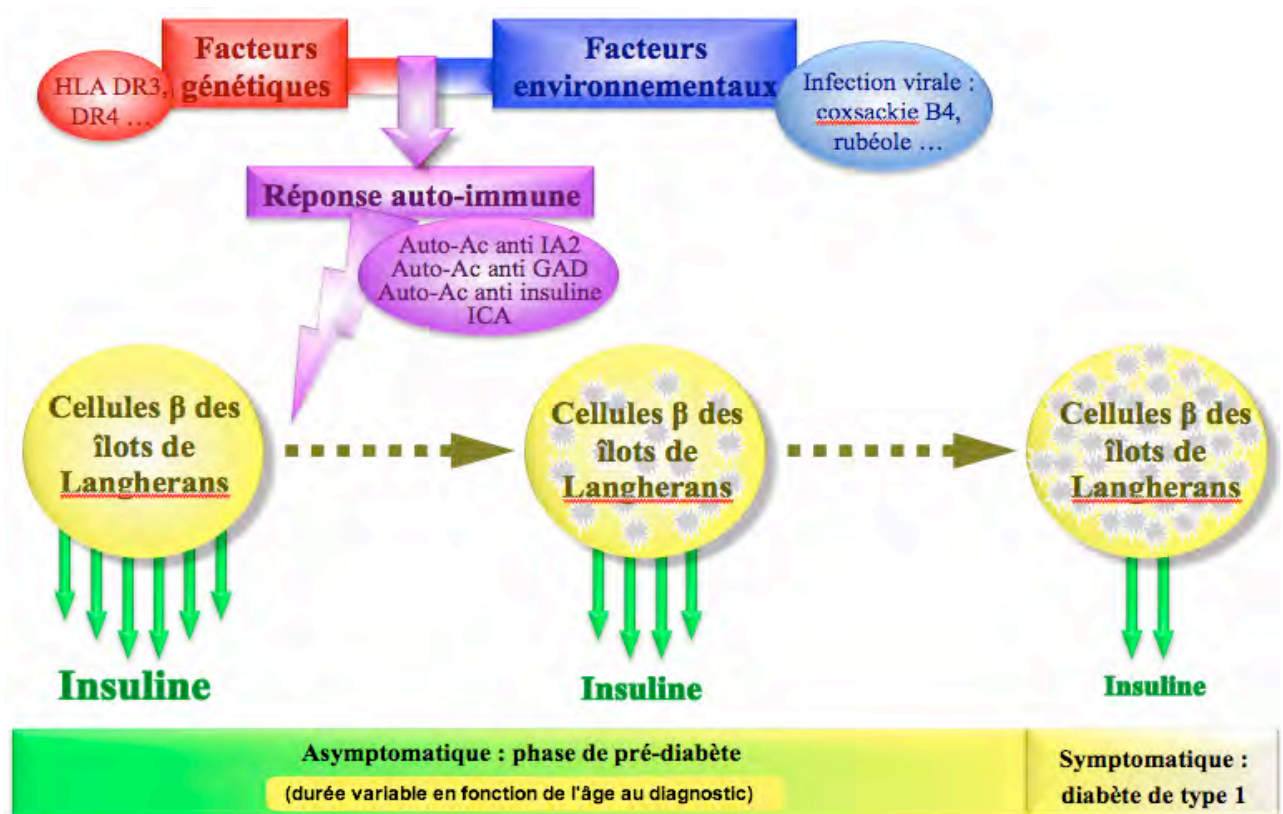 Facteurs
génétiques
HLA DR3,
DR4 ...
Facteurs
environnementaux
Infection virale :
coxsackie B4,
rubéole ...
Réponse auto-immune
Auto-Ac anti IA2
Auto-Ac anti GAD
Auto-Ac anti insuline
ICA
Cellules β des
îlots de
Langherans
Cellules β des
îlots de
Langherans
Cellules β des
îlots de
Langherans
Insuline
Insuline
Insuline
Asymptomatique : phase de pré-diabète
(durée variable en fonction de l'âge au diagnostic)
Symptomatique :
diabète de type 1